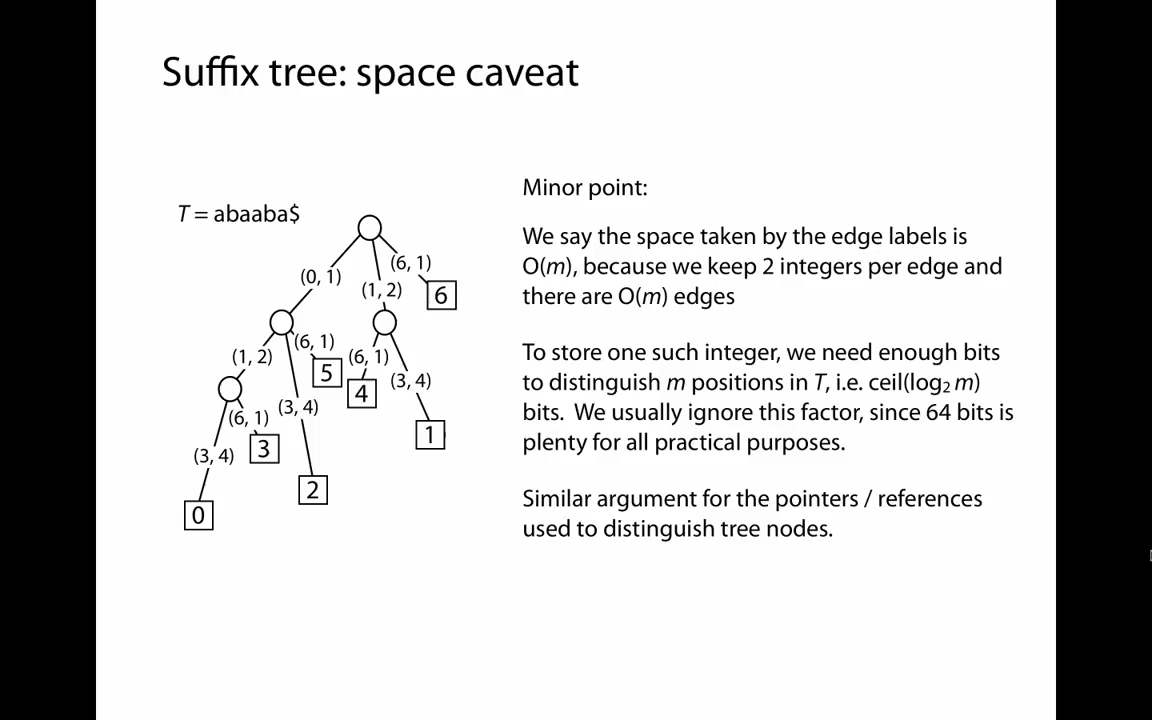 Suffix tree: space caveat
T = abaaba$
(0, 1)
(1, 2)
(6, 1)
6
(1, 2)
(6, 1)
5
(6, 1)
4
(3, 4)
1
(3, 4)
2
(6, 1)
3
(3, 4)
0
Minor point:
We say the space taken by the edge labels is
O(m), because we keep 2 integers per edge and
there are O(m) edges
To store one such integer, we need enough bits
to distinguish m positions in T, i.e. ceil(log₂ m)
bits. We usually ignore this factor, since 64 bits is
plenty for all practical purposes.
Similar argument for the pointers / references
used to distinguish tree nodes.